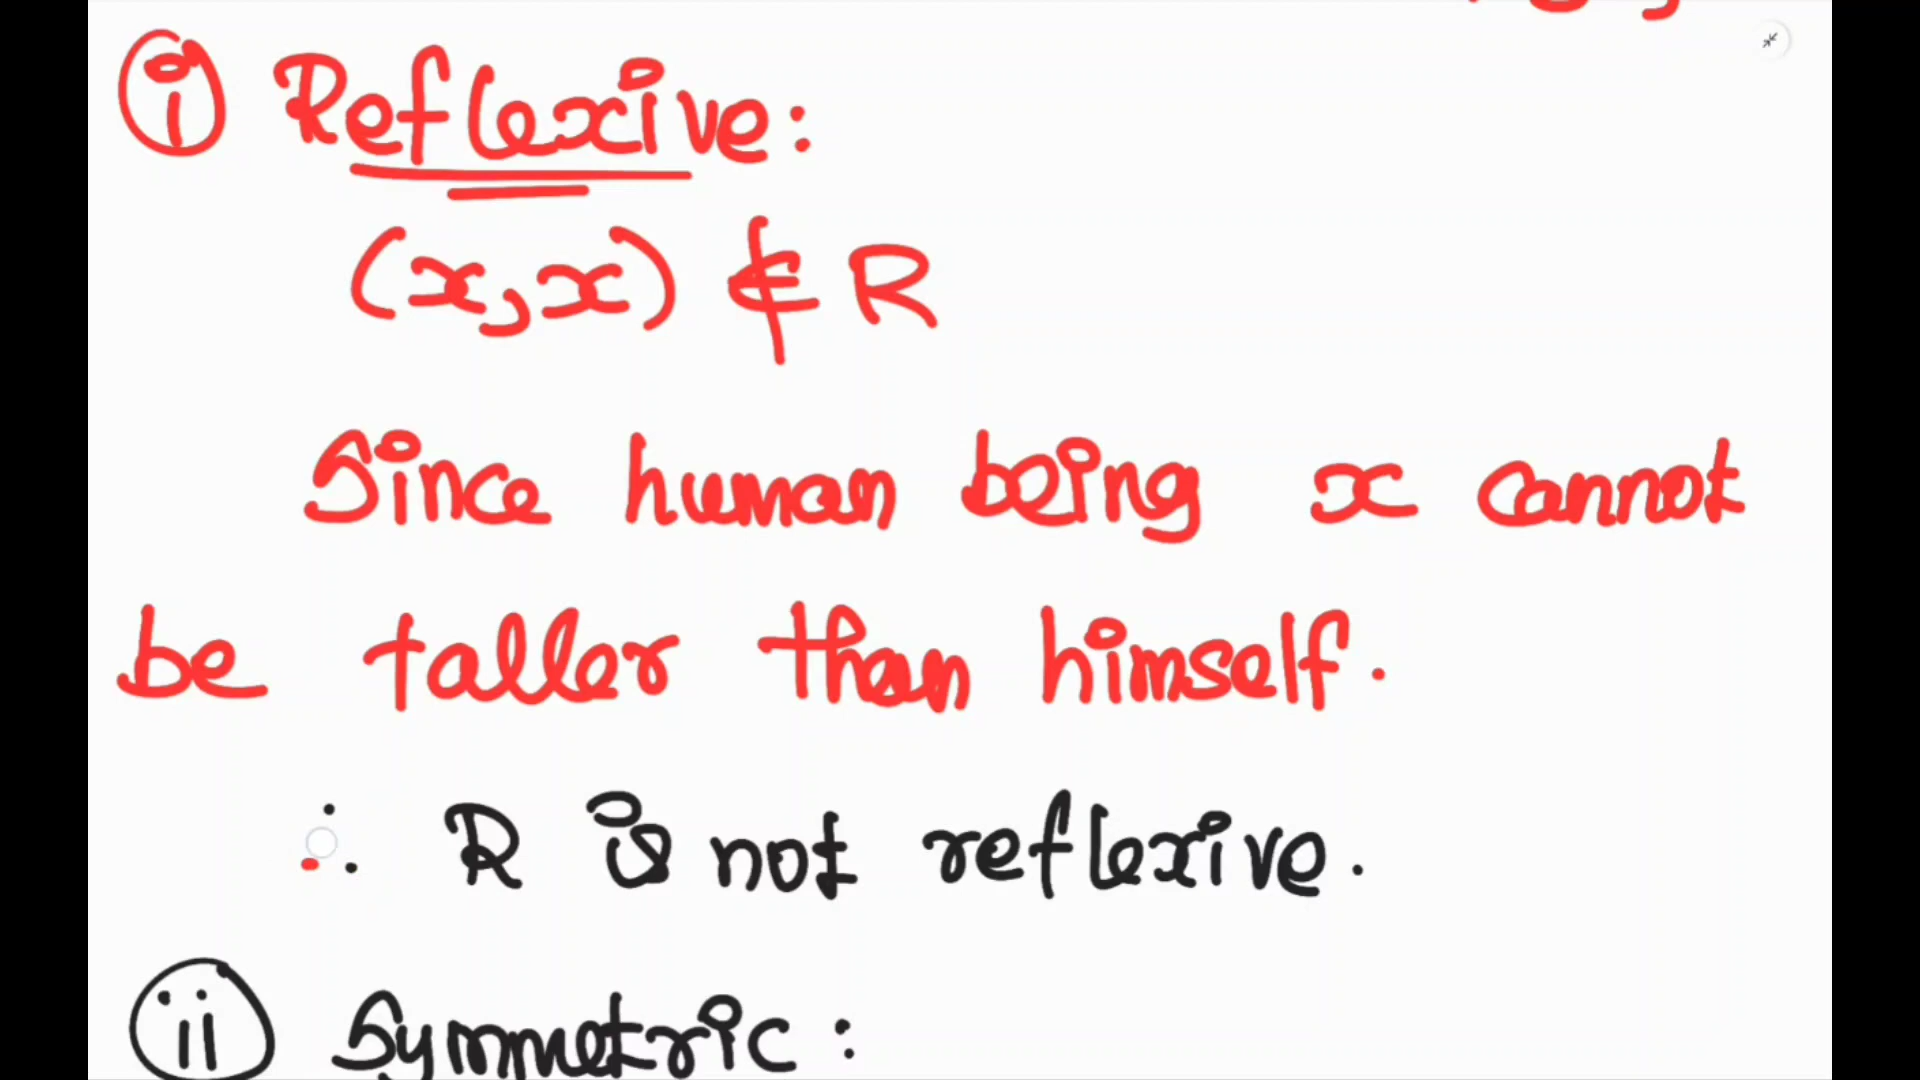 (i) Reflexive:
(x,x) ∉ R
Since human being x cannot
be taller than himself.
∴ R is not reflexive.
(ii) Symmetric: